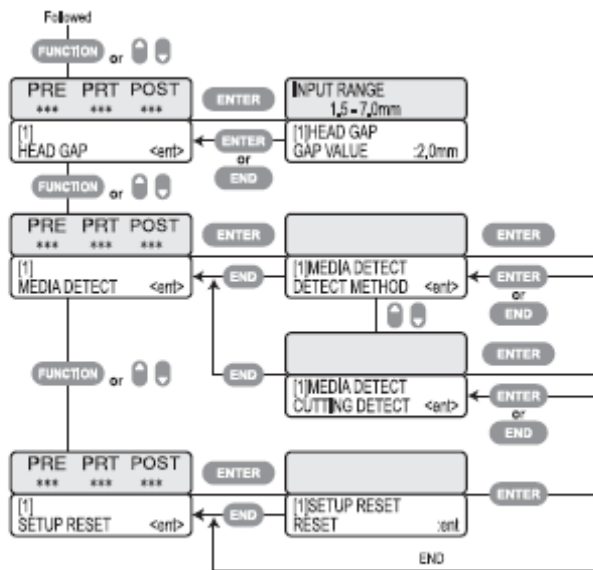 Followed
FUNCTION or
PRE PRT POST
*** *** ***
ENTER
INPUT RANGE
1.5 - 7.0mm
[1]
HEAD GAP <ent>
ENTER
or
END
[1]HEAD GAP
GAP VALUE :2.0mm
FUNCTION or
PRE PRT POST
*** *** ***
ENTER
ENTER
[1]
MEDIA DETECT <ent>
END
[1]MEDIA DETECT
DETECT METHOD <ent>
ENTER
or
END
FUNCTION or
END
ENTER
[1]MEDIA DETECT
CUTTING DETECT <ent>
ENTER
or
END
PRE PRT POST
*** *** ***
ENTER
[1]
SETUP RESET <ent>
END
[1]SETUP RESET
RESET :ent
ENTER
END